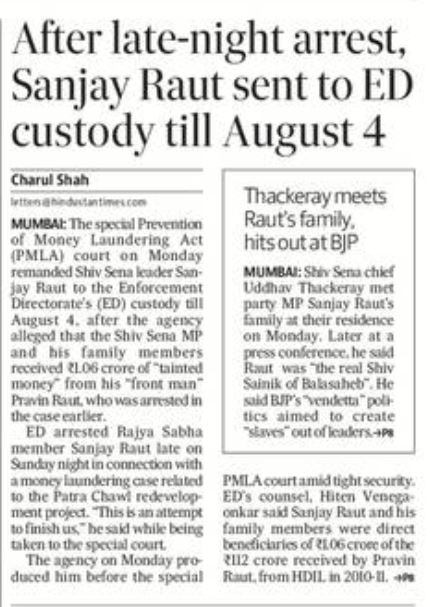 After late-night arrest,
Sanjay Raut sent to ED
custody till August 4
Charul Shah
letters@hindustantimes.com
MUMBAI: The special Prevention
of Money Laundering Act
(PMLA) court on Monday
remanded Shiv Sena leader San-
jay Raut to the Enforcement
Directorate's (ED) custody till
August 4, after the agency
alleged that the Shiv Sena MP
and his family members
received ₹1.06 crore of "tainted
money" from his "front man"
Pravin Raut, who was arrested in
the case earlier.
ED arrested Rajya Sabha
member Sanjay Raut late on
Sunday night in connection with
a money laundering case related
to the Patra Chawl redevelop-
ment project. "This is an attempt
to finish us," he said while being
taken to the special court.
The agency on Monday pro-
duced him before the special
Thackeray meets
Raut's family,
hits out at BJP
MUMBAI: Shiv Sena chief
Uddhav Thackeray met
party MP Sanjay Raut's
family at their residence
on Monday. Later at a
press conference, he said
Raut was "the real Shiv
Sainik of Balasaheb". He
said BJP's "vendetta" poli-
tics aimed to create
"slaves" out of leaders. →P8
PMLA court amid tight security.
ED's counsel, Hiten Venega-
onkar said Sanjay Raut and his
family members were direct
beneficiaries of ₹1.06 crore of the
₹112 crore received by Pravin
Raut, from HDIL in 2010-11. →P8